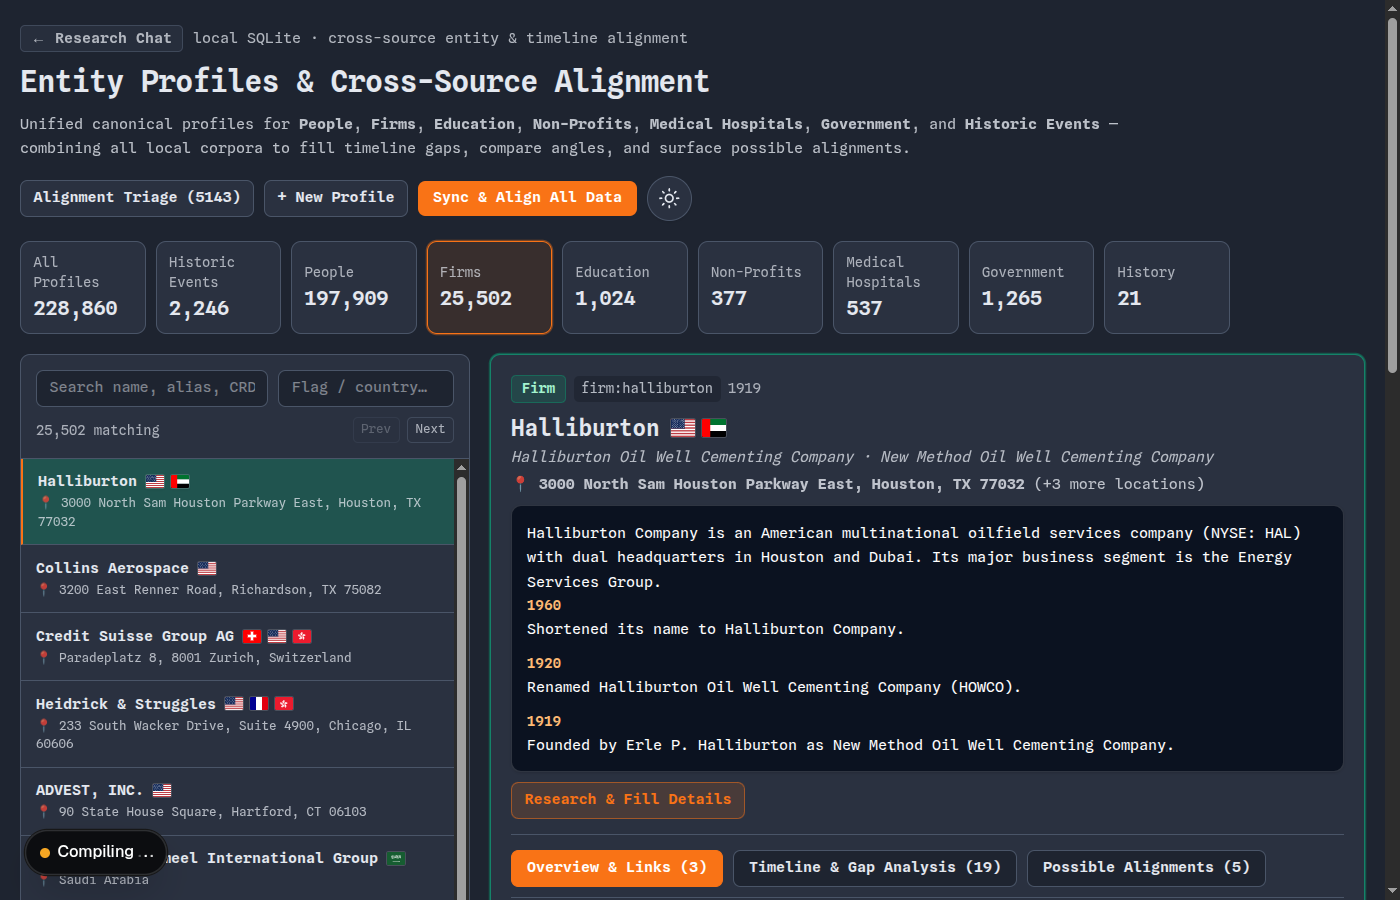 ← Research Chat local SQLite · cross-source entity & timeline alignment
Entity Profiles & Cross-Source Alignment
Unified canonical profiles for People, Firms, Education, Non-Profits, Medical Hospitals, Government, and Historic Events —
combining all local corpora to fill timeline gaps, compare angles, and surface possible alignments.
Alignment Triage (5143) + New Profile Sync & Align All Data
All Profiles 228,860
Historic Events 2,246
People 197,909
Firms 25,502
Education 1,024
Non-Profits 377
Medical Hospitals 537
Government 1,265
History 21
Search name, alias, CRD
Flag / country…
25,502 matching Prev Next
Halliburton
3000 North Sam Houston Parkway East, Houston, TX
77032
Collins Aerospace
3200 East Renner Road, Richardson, TX 75082
Credit Suisse Group AG
Paradeplatz 8, 8001 Zurich, Switzerland
Heidrick & Struggles
233 South Wacker Drive, Suite 4900, Chicago, IL
60606
ADVEST, INC.
90 State House Square, Hartford, CT 06103
International Group
Saudi Arabia
Compiling ...
Firm firm:halliburton 1919
Halliburton
Halliburton Oil Well Cementing Company · New Method Oil Well Cementing Company
3000 North Sam Houston Parkway East, Houston, TX 77032 (+3 more locations)
Halliburton Company is an American multinational oilfield services company (NYSE: HAL)
with dual headquarters in Houston and Dubai. Its major business segment is the Energy
Services Group.
1960
Shortened its name to Halliburton Company.
1920
Renamed Halliburton Oil Well Cementing Company (HOWCO).
1919
Founded by Erle P. Halliburton as New Method Oil Well Cementing Company.
Research & Fill Details
Overview & Links (3) Timeline & Gap Analysis (19) Possible Alignments (5)